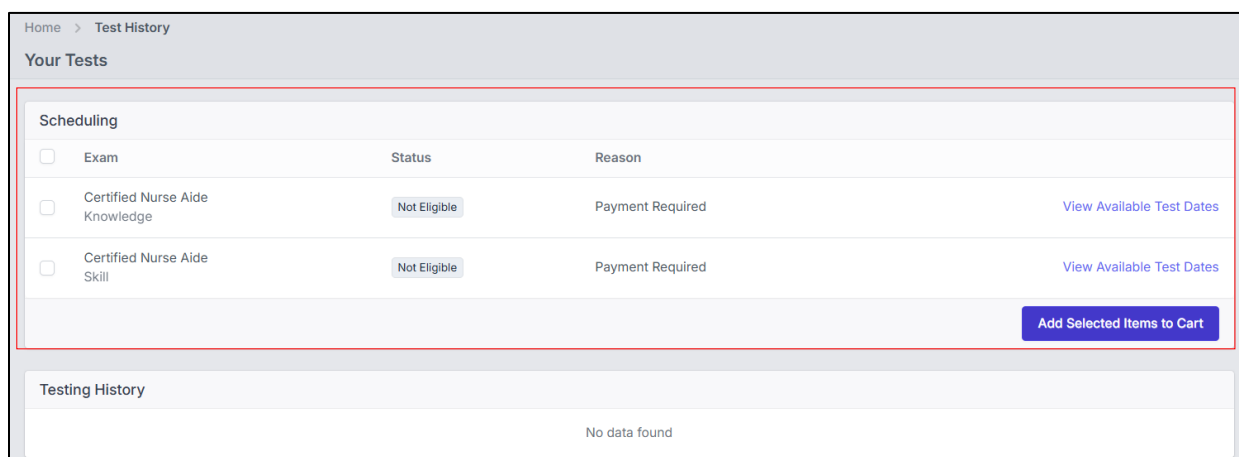 Home > Test History
Your Tests
Scheduling
Exam Status Reason
Certified Nurse Aide
Knowledge
Not Eligible Payment Required View Available Test Dates
Certified Nurse Aide
Skill
Not Eligible Payment Required View Available Test Dates
Add Selected Items to Cart
Testing History
No data found